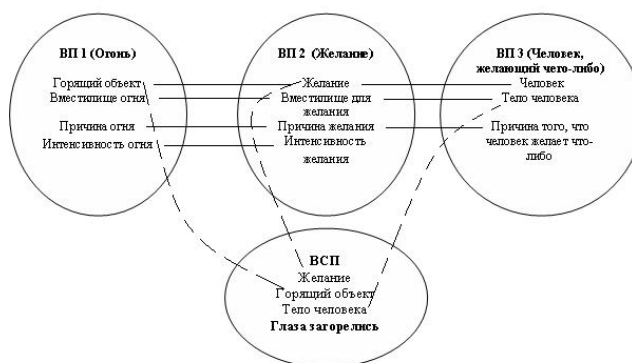 ВП 1 (Огонь)
Горящий объект
Вместилище огня
Причина огня
Интенсивность огня
ВП 2 (Желание)
Желание
Вместилище для
желания
Причина желания
Интенсивность
желания
ВП 3 (Человек,
желающий чего-либо)
Человек
Тело человека
Причина того, что
человек желает что-
либо
ВСП
Желание
Горящий объект
Тело человека
Глаза загорелись